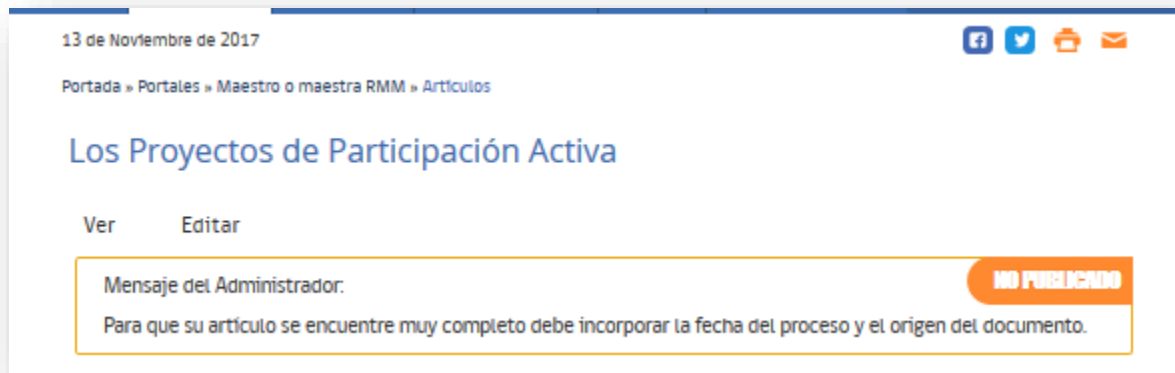 13 de Noviembre de 2017
Portada » Portales » Maestro o maestra RMM » Artículos
Los Proyectos de Participación Activa
Ver Editar
NO PUBLICADO
Mensaje del Administrador:
Para que su artículo se encuentre muy completo debe incorporar la fecha del proceso y el origen del documento.